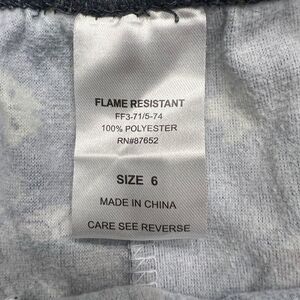 FLAME RESISTANT
FF3-71/5-74
100% POLYESTER
RN#87652
SIZE 6
MADE IN CHINA
CARE SEE REVERSE